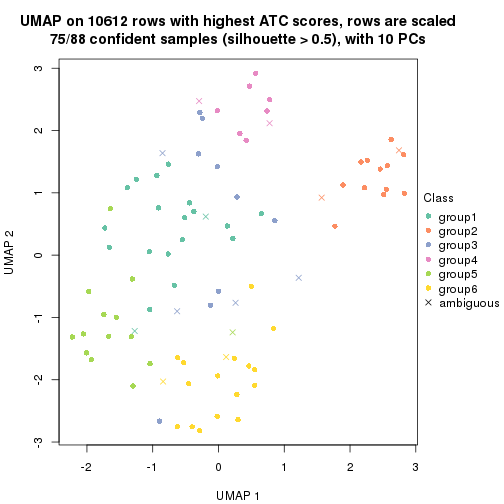 UMAP on 10612 rows with highest ATC scores, rows are scaled
75/88 confident samples (silhouette > 0.5), with 10 PCs
3
2
1
0
-1
-2
-3
UMAP 2
-2
-1
0
1
2
3
UMAP 1
Class
group1
group2
group3
group4
group5
group6
ambiguous